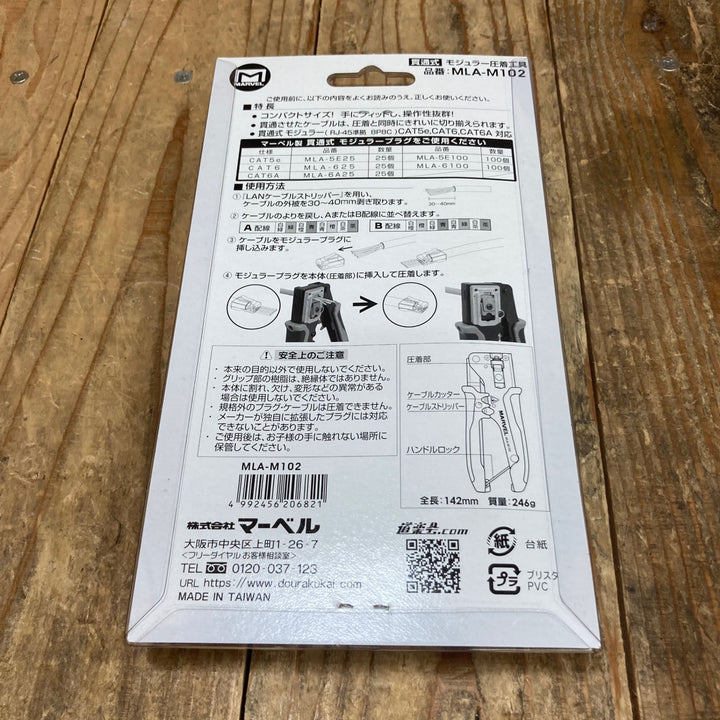 MARVEL
貫通式 モジュラー圧着工具
品番:MLA-M102
ご使用前に、以下の内容をよくお読みのうえ、正しくお使いください。
■特長
・コンパクトサイズ! 手にフィットし、操作性抜群!
・貫通させたケーブルは、圧着と同時にきれいに切り揃えられます。
・貫通式 モジュラー(RJ-45準拠 8P8C)CAT5e,CAT6,CAT6A 対応
マーベル製 貫通式 モジュラープラグをご使用ください
仕様 品番 数量 品番 数量
CAT5e MLA-5E25 25個 MLA-5E100 100個
CAT6 MLA-625 25個 MLA-6100 100個
CAT6A MLA-6A25 25個
■使用方法
①「LANケーブルストリッパー」を用い、
ケーブルの外被を30〜40mm剥ぎ取ります。
30~40mm
② ケーブルのよりを戻し、AまたはB配線に並べ替えます。
A 配線
B 配線
③ ケーブルをモジュラープラグに
挿し込みます。
④ モジュラープラグを本体(圧着部)に挿入して圧着します。
安全上のご注意
・本来の目的以外で使用しないでください。
・グリップ部の樹脂は、絶縁体ではありません。
・本体に割れ、欠け、変形などの異常がある
場合は使用しないでください。
・規格外のプラグ・ケーブルは圧着できません。
・メーカーが独自に拡張したプラグには対応
できないことがあります。
・ご使用後は、お子様の手に触れない場所に
保管してください。
圧着部
ケーブルカッター
ケーブルストリッパー
MARVEL
ハンドルロック
全長:142mm 質量:246g
MLA-M102
4 992456 206821
株式会社 マーベル
大阪市中央区上町1-26-7
<フリーダイヤル お客様相談室>
TEL 0120-037-123
URL https://www.dourakukai.com
MADE IN TAIWAN
道楽会.com
紙 台紙
プラ ブリスター
PVC